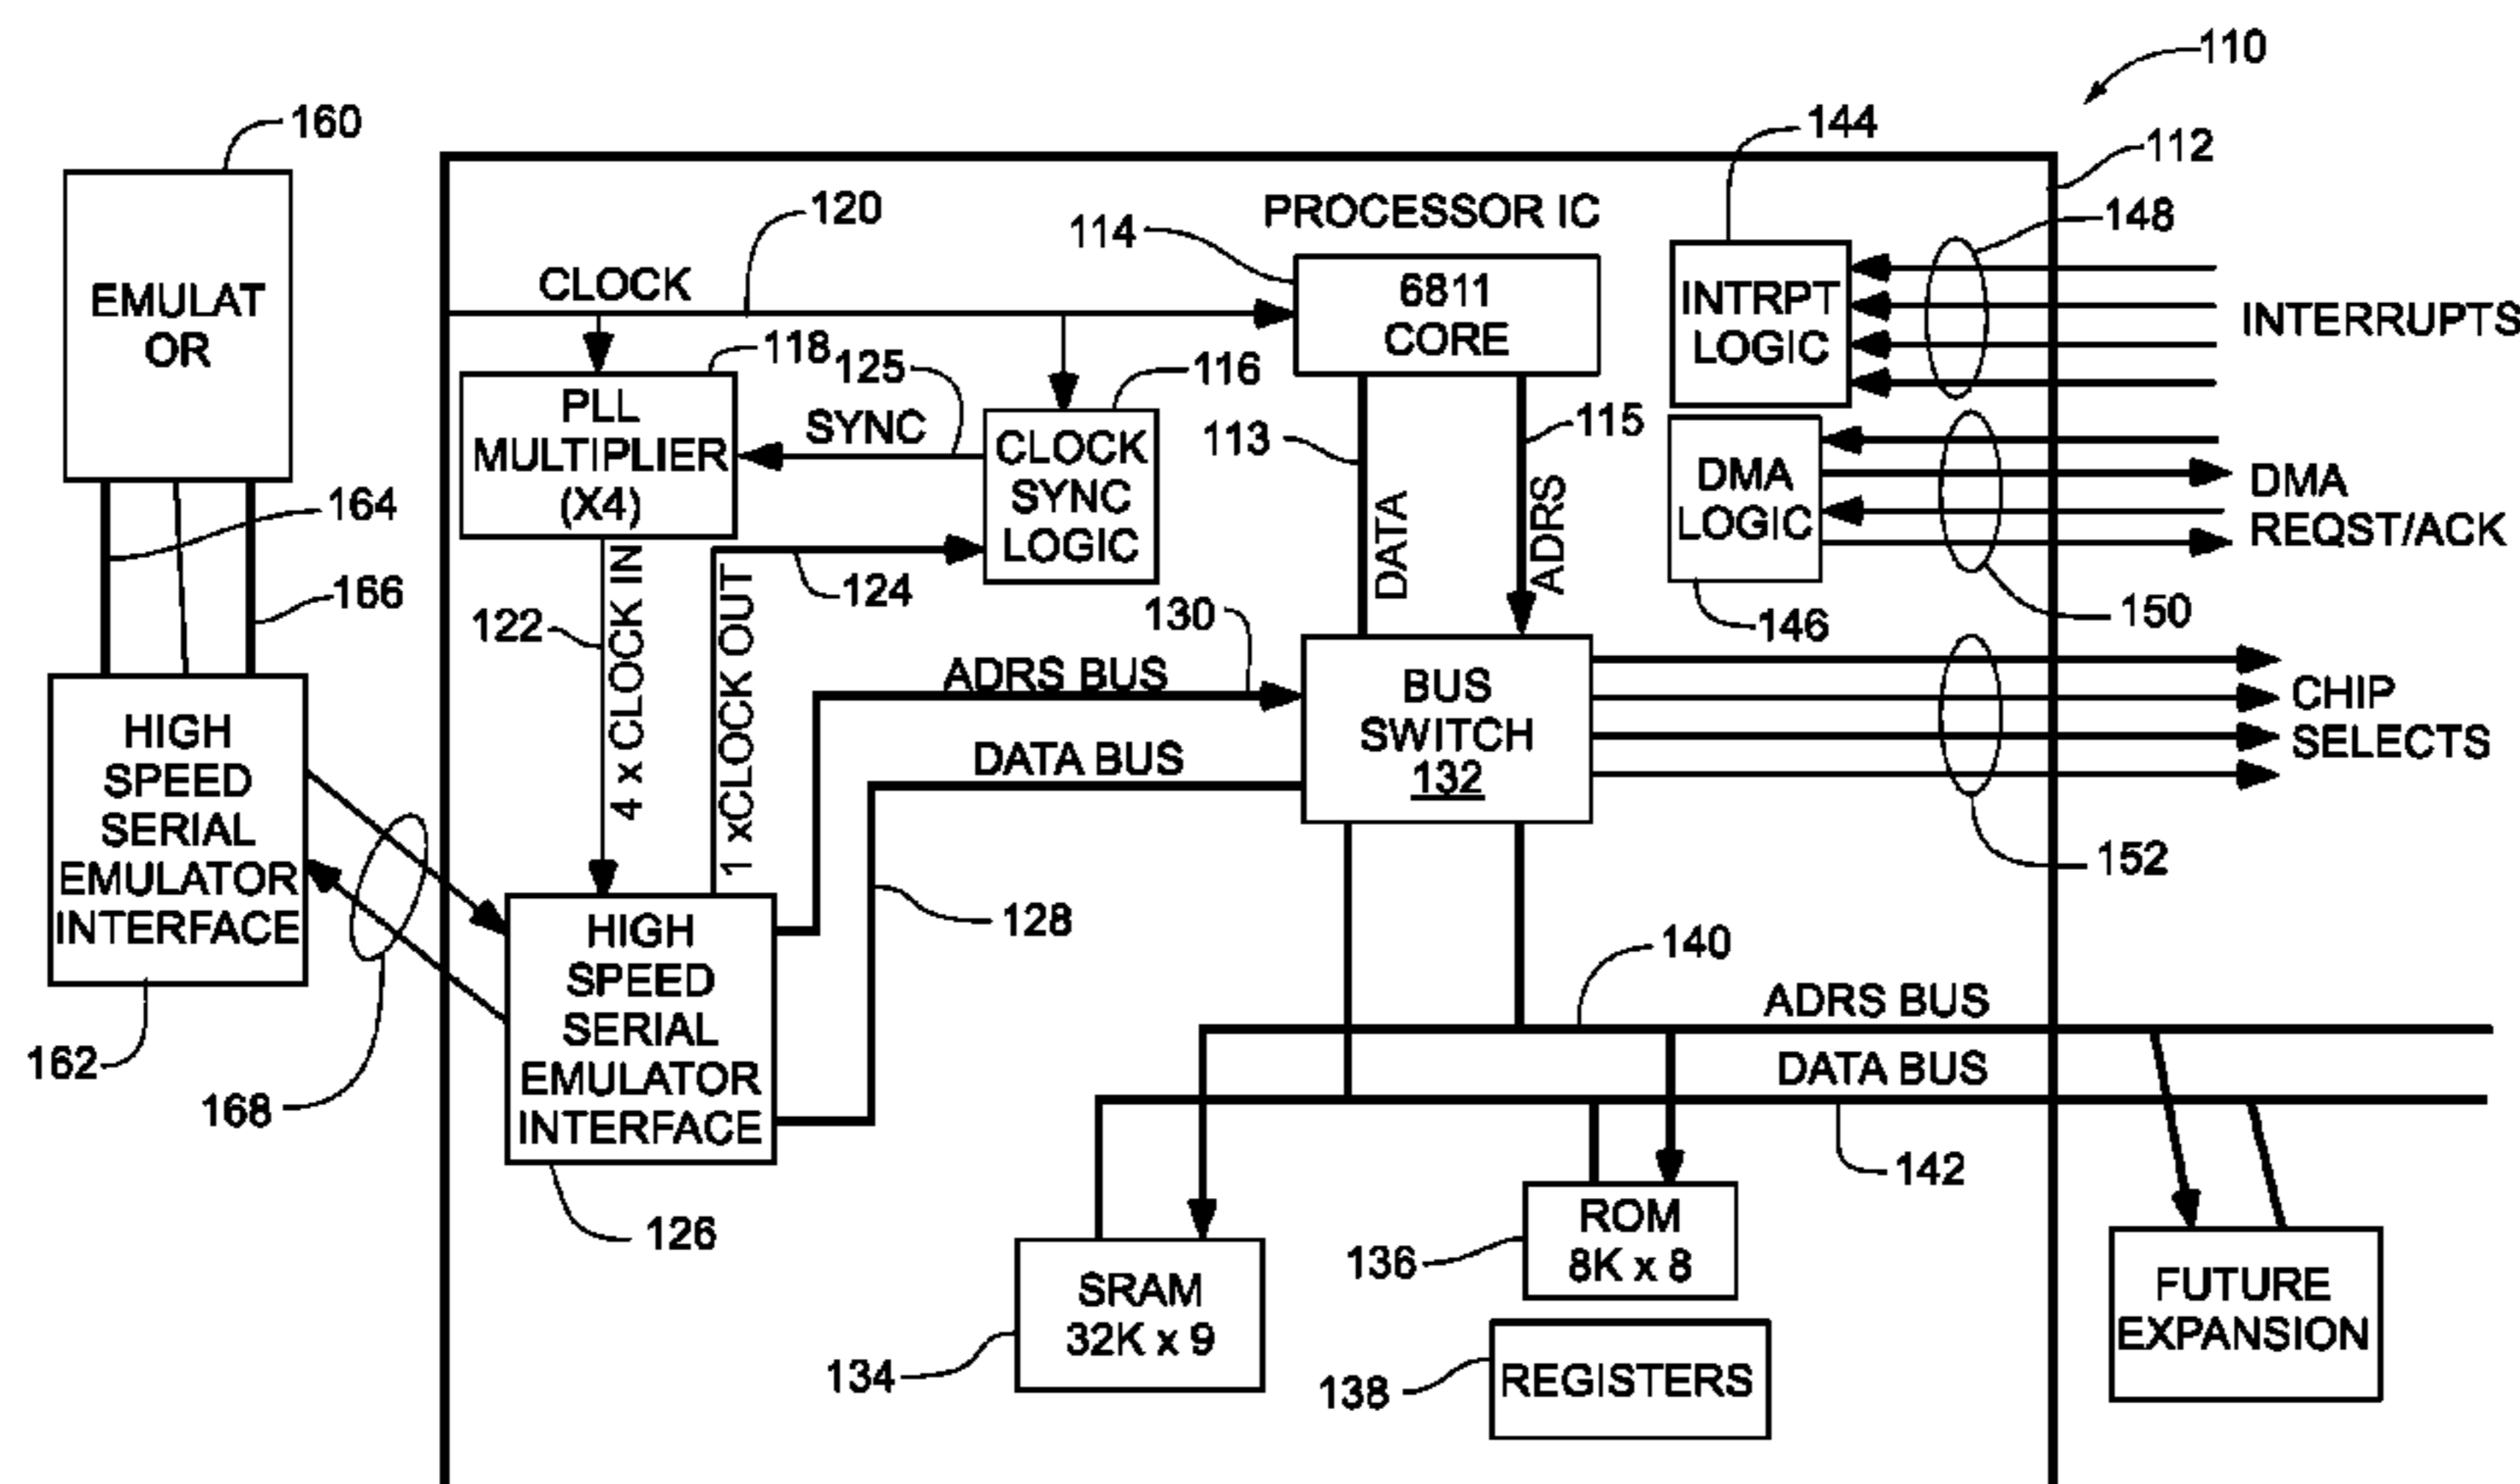 110
160
144
112
120
PROCESSOR IC
148
114
CLOCK
EMULAT
OR
6811
CORE
INTRPT
LOGIC
INTERRUPTS
118
125
116
PLL
MULTIPLIER
(X4)
SYNC
CLOCK
SYNC
LOGIC
113
115
DATA
ADRS
DMA
LOGIC
DMA
REQST/ACK
164
166
124
122
4 x CLOCK IN
1 xCLOCK OUT
130
146
150
ADRS BUS
DATA BUS
BUS
SWITCH
132
CHIP
SELECTS
HIGH
SPEED
SERIAL
EMULATOR
INTERFACE
152
128
HIGH
SPEED
SERIAL
EMULATOR
INTERFACE
140
ADRS BUS
DATA BUS
162
168
142
126
136
ROM
8K x 8
SRAM
32K x 9
134
138
REGISTERS
FUTURE
EXPANSION